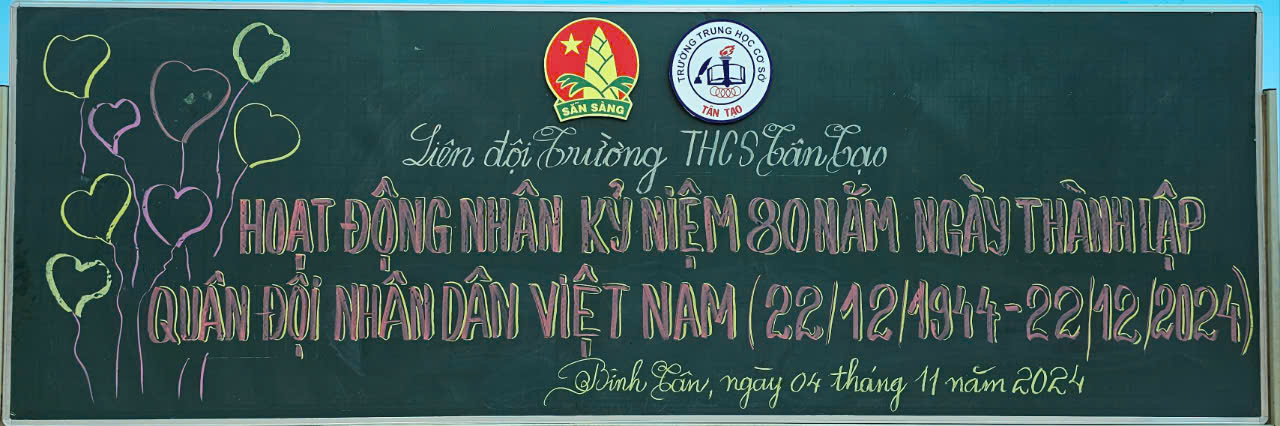 SẴN SÀNG
TRƯỜNG TRUNG HỌC CƠ SỞ
TÂN TẠO
Liên đội Trường THCS Tân Tạo
HOẠT ĐỘNG NHÂN KỶ NIỆM 80 NĂM NGÀY THÀNH LẬP
QUÂN ĐỘI NHÂN DÂN VIỆT NAM (22/12/1944-22/12/2024)
Bình Tân, ngày 04 tháng 11 năm 2024